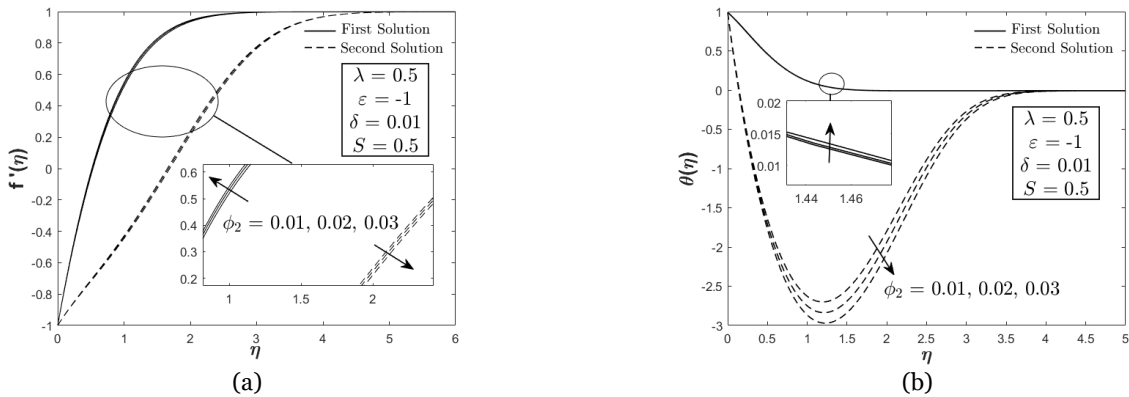 First Solution
Second Solution
λ = 0.5
ε = -1
δ = 0.01
S = 0.5
f '(η)
1
0.8
0.6
0.4
0.2
0
-0.2
-0.4
-0.6
-0.8
-1
0.6
0.5
0.4
0.3
0.2
ϕ₂ = 0.01, 0.02, 0.03
1 1.5 2
0 1 2 3 4 5 6
η
(a)
First Solution
Second Solution
λ = 0.5
ε = -1
δ = 0.01
S = 0.5
θ(η)
1
0.5
0
-0.5
-1
-1.5
-2
-2.5
-3
0.02
0.015
0.01
1.44 1.46
ϕ₂ = 0.01, 0.02, 0.03
0 0.5 1 1.5 2 2.5 3 3.5 4 4.5 5
η
(b)